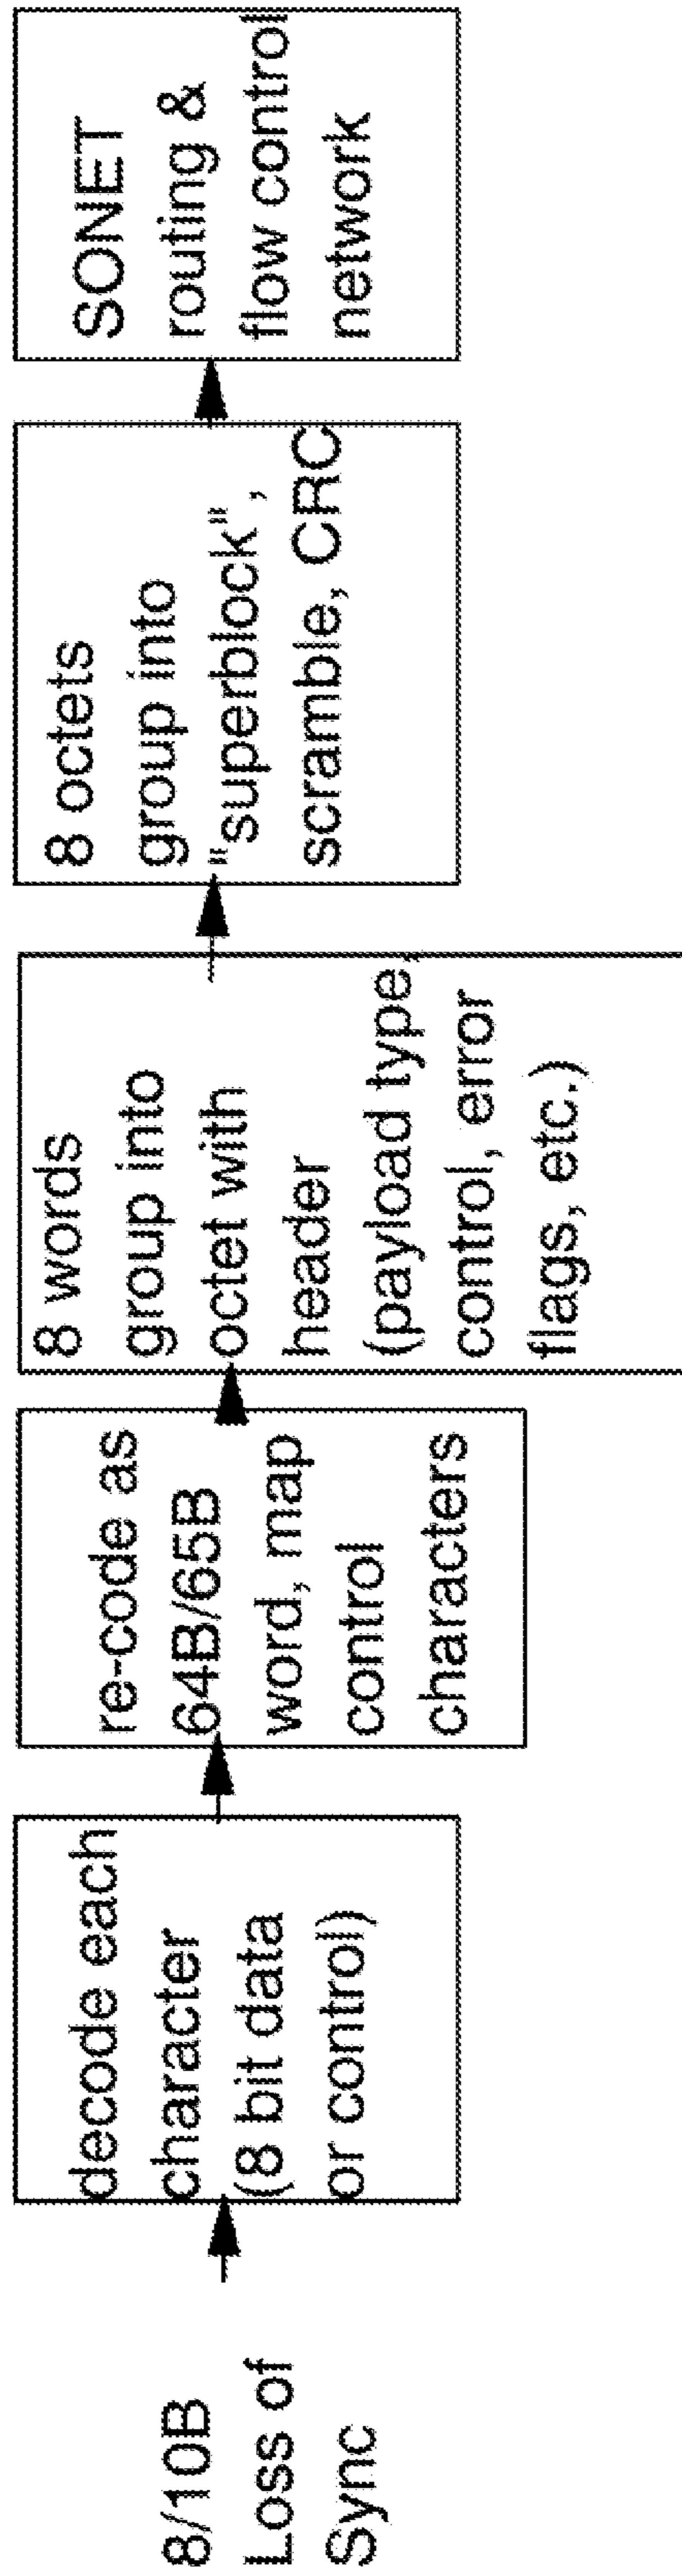 8/10B
Loss of
Sync
decode each
character
(8 bit data
or control)
re-code as
64B/65B
word, map
control
characters
8 words
group into
octet with
header
(payload type,
control, error
flags, etc.)
8 octets
group into
"superblock",
scramble, CRC
SONET
routing &
flow control
network